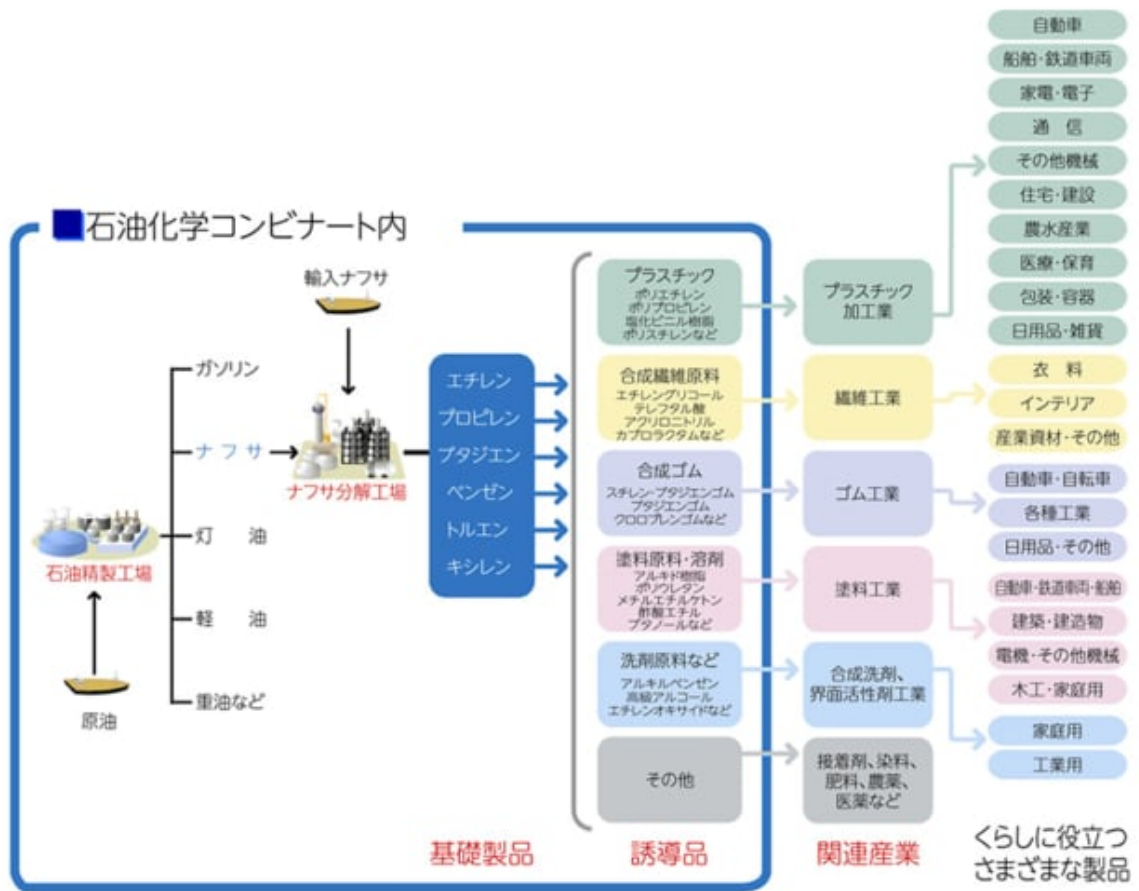 ■石油化学コンビナート内
輸入ナフサ
ガソリン
ナフサ
ナフサ分解工場
灯　油
石油精製工場
軽　油
重油など
原油
エチレン
プロピレン
ブタジエン
ベンゼン
トルエン
キシレン
基礎製品
プラスチック
ポリエチレン
ポリプロピレン
塩化ビニル樹脂
ポリスチレンなど
合成繊維原料
エチレングリコール
テレフタル酸
アクリロニトリル
カプロラクタムなど
合成ゴム
スチレン・ブタジエンゴム
ブタジエンゴム
クロロプレンゴムなど
塗料原料・溶剤
アルキド樹脂
ポリウレタン
メチルエチルケトン
酢酸エチル
ブタノールなど
洗剤原料など
アルキルベンゼン
高級アルコール
エチレンオキサイドなど
その他
誘導品
プラスチック
加工業
繊維工業
ゴム工業
塗料工業
合成洗剤、
界面活性剤工業
接着剤、染料、
肥料、農薬、
医薬など
関連産業
自動車
船舶・鉄道車両
家電・電子
通　信
その他機械
住宅・建設
農水産業
医療・保育
包装・容器
日用品・雑貨
衣　料
インテリア
産業資材・その他
自動車・自転車
各種工業
日用品・その他
自動車・鉄道車両・船舶
建築・建造物
電機・その他機械
木工・家庭用
家庭用
工業用
くらしに役立つ
さまざまな製品